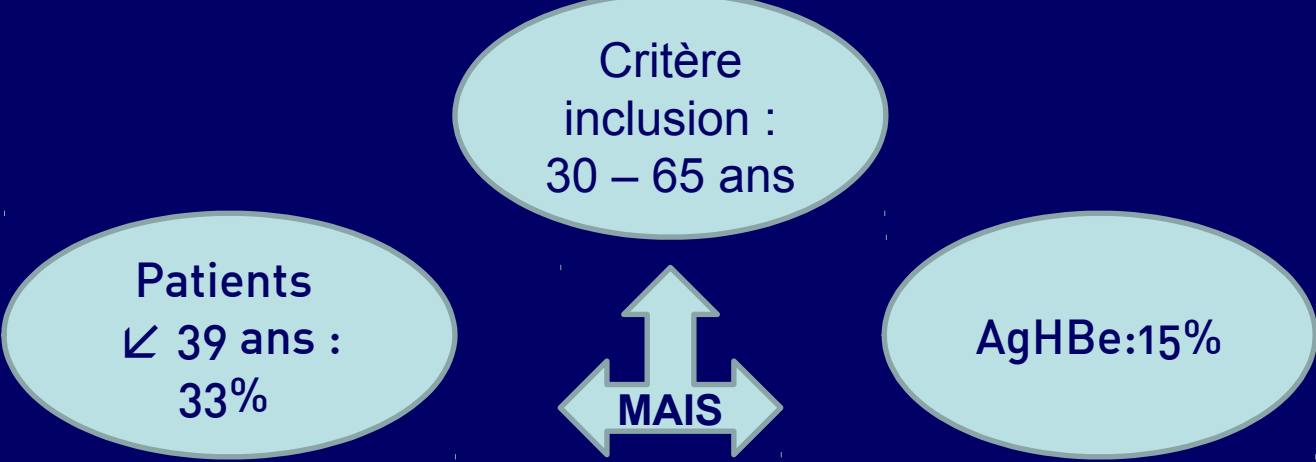 Critère
inclusion :
30 – 65 ans
Patients
↙ 39 ans :
33%
MAIS
AgHBe:15%